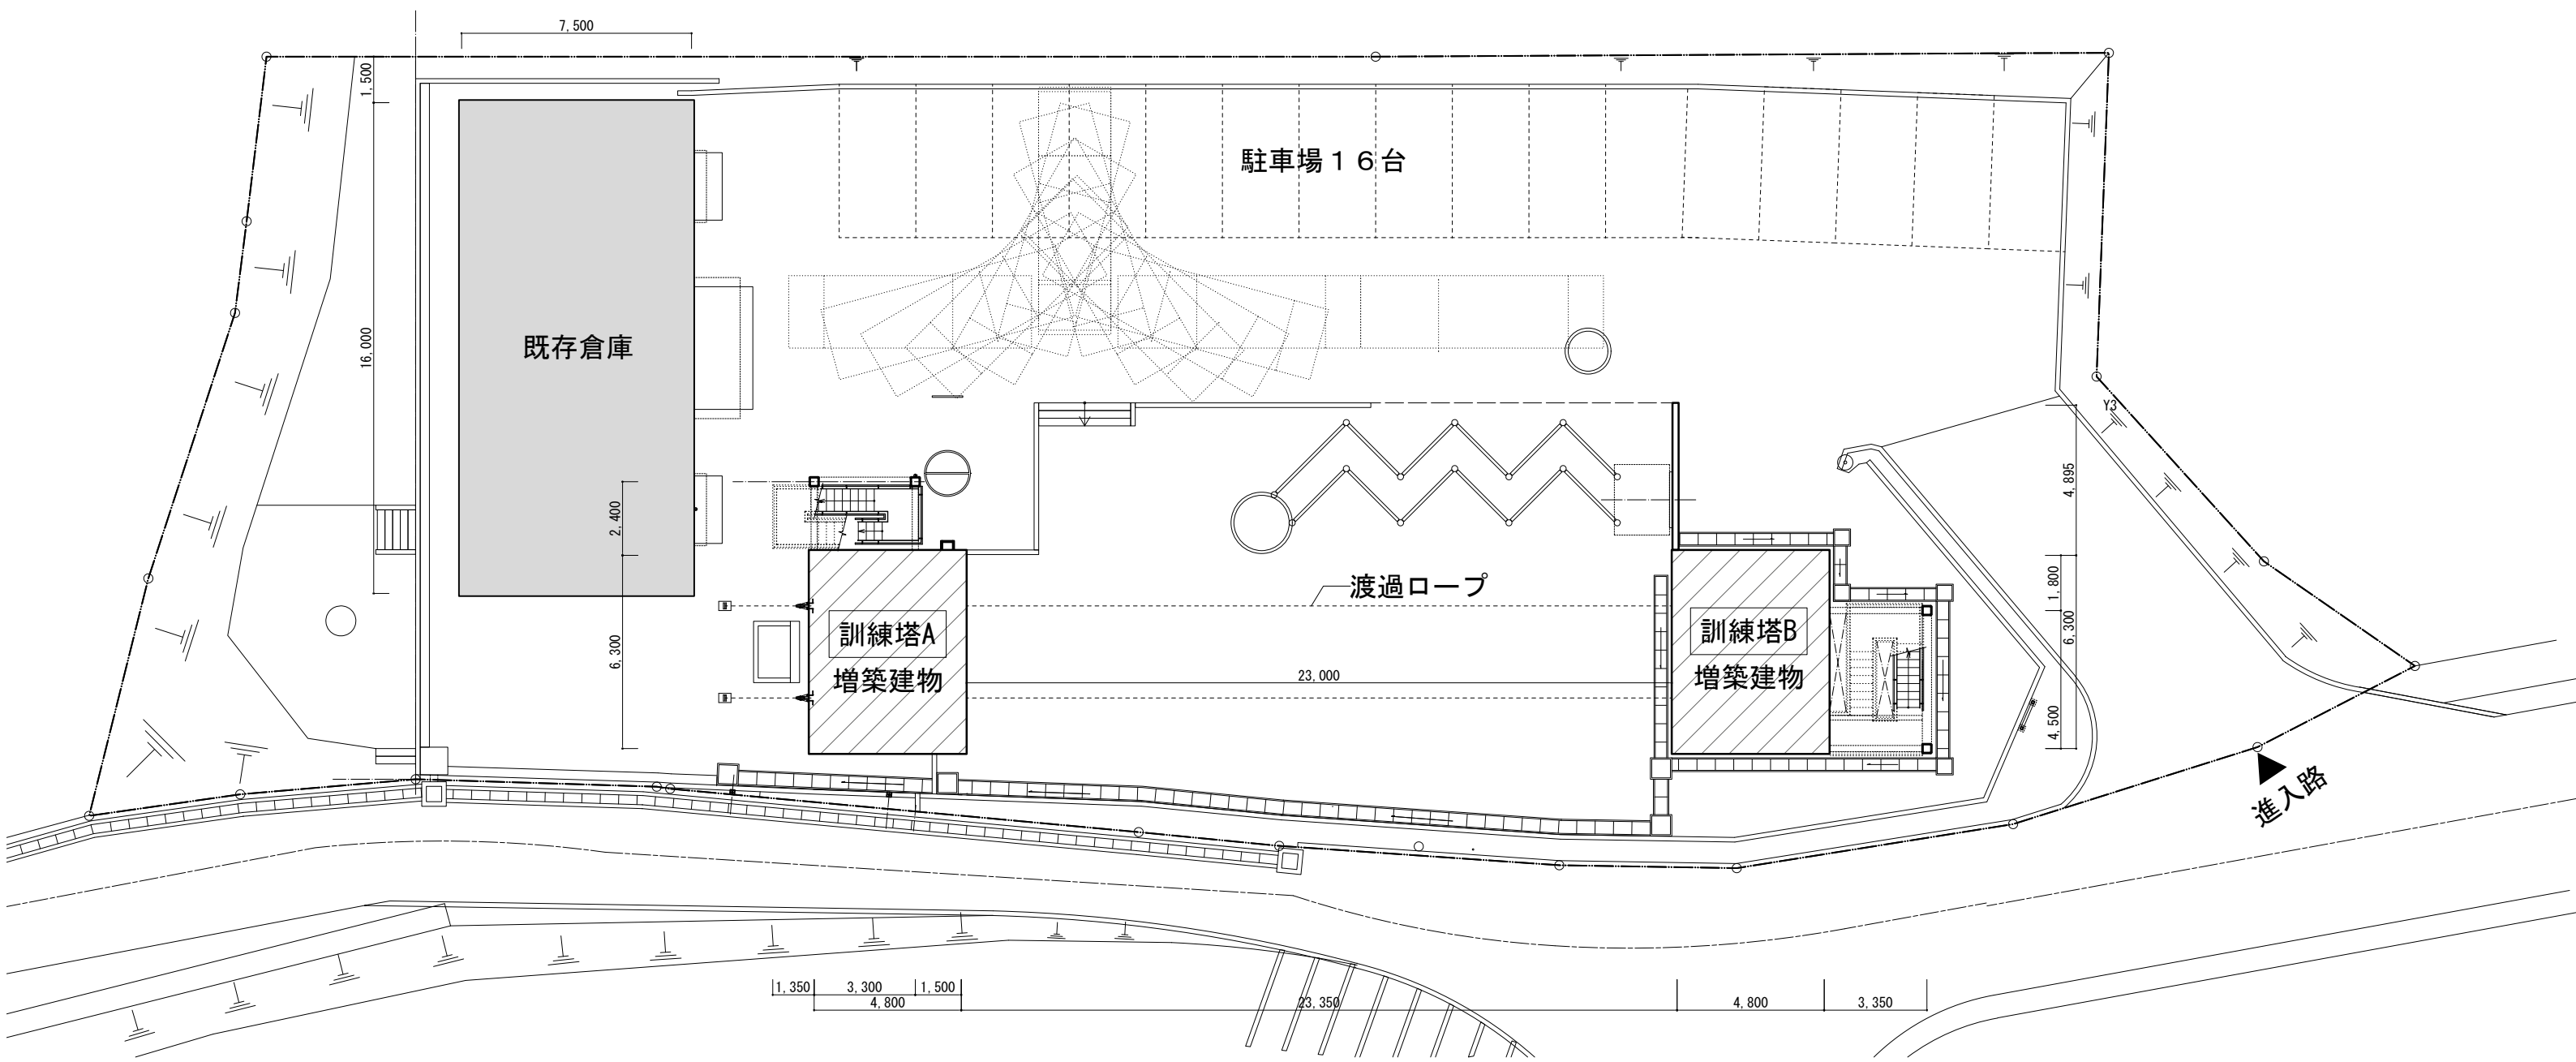 7,500
1,500
駐車場１６台
既存倉庫
16,000
Y3
4,895
2,400
渡過ロープ
1,800
訓練塔A
増築建物
訓練塔B
増築建物
6,300
6,300
23,000
4,500
進入路
1,350
3,300
1,500
4,800
23,350
4,800
3,350